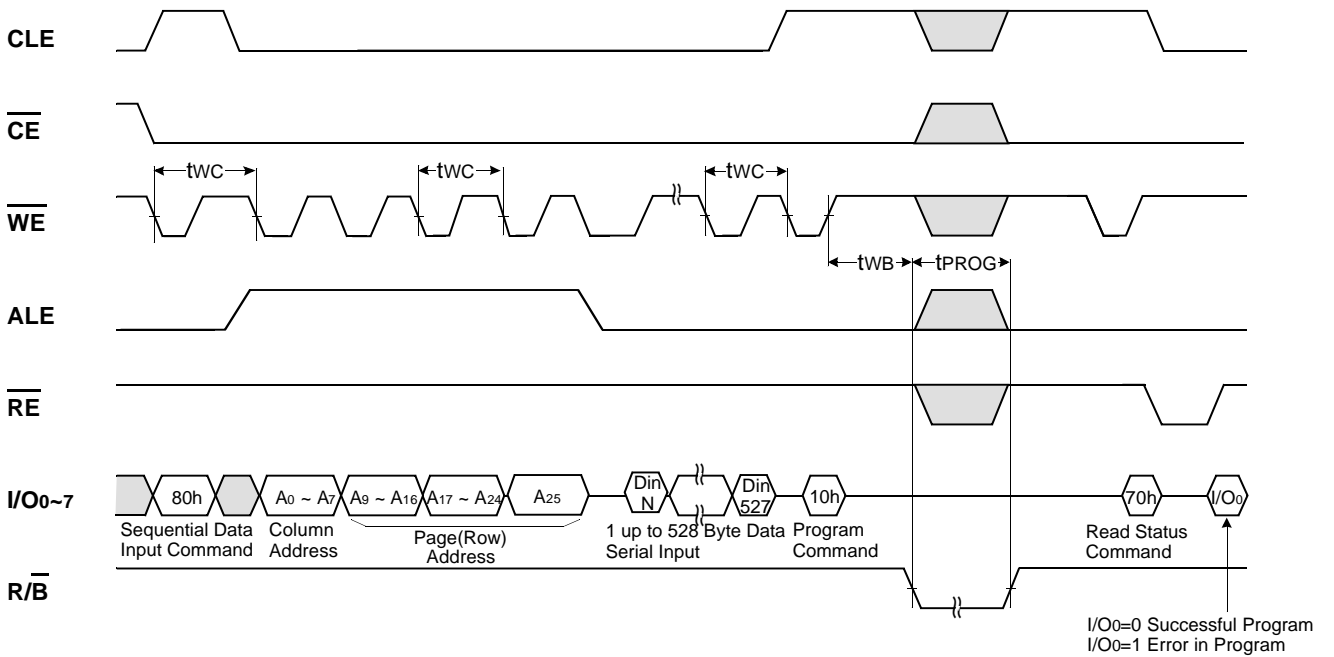 CLE
CE
tWC
tWC
tWC
WE
tWB
tPROG
ALE
RE
I/O0~7
80h
A0 ~ A7
A9 ~ A16
A17 ~ A24
A25
Din
N
Din
527
10h
70h
I/O0
Sequential Data
Input Command
Column
Address
Page(Row)
Address
1 up to 528 Byte Data
Serial Input
Program
Command
Read Status
Command
R/B
I/O0=0 Successful Program
I/O0=1 Error in Program